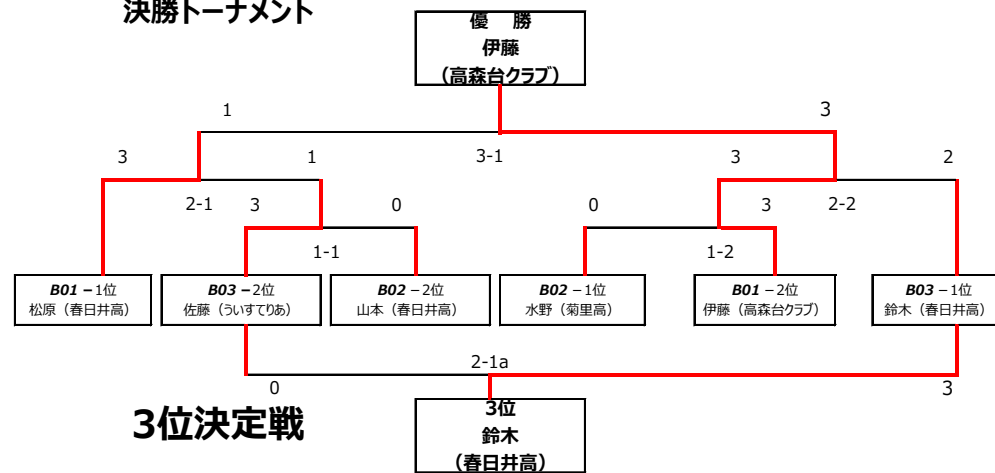 決勝トーナメント
優　勝
伊藤
（高森台クラブ）
1
3
3
1
3-1
3
2
2-1
3
0
0
3
2-2
1-1
1-2
B01 – 1位
松原（春日井高）
B03 – 2位
佐藤（ういすてりあ）
B02 – 2位
山本（春日井高）
B02 – 1位
水野（菊里高）
B01 – 2位
伊藤（高森台クラブ）
B03 – 1位
鈴木（春日井高）
2-1a
0
3
3位決定戦
3位
鈴木
（春日井高）